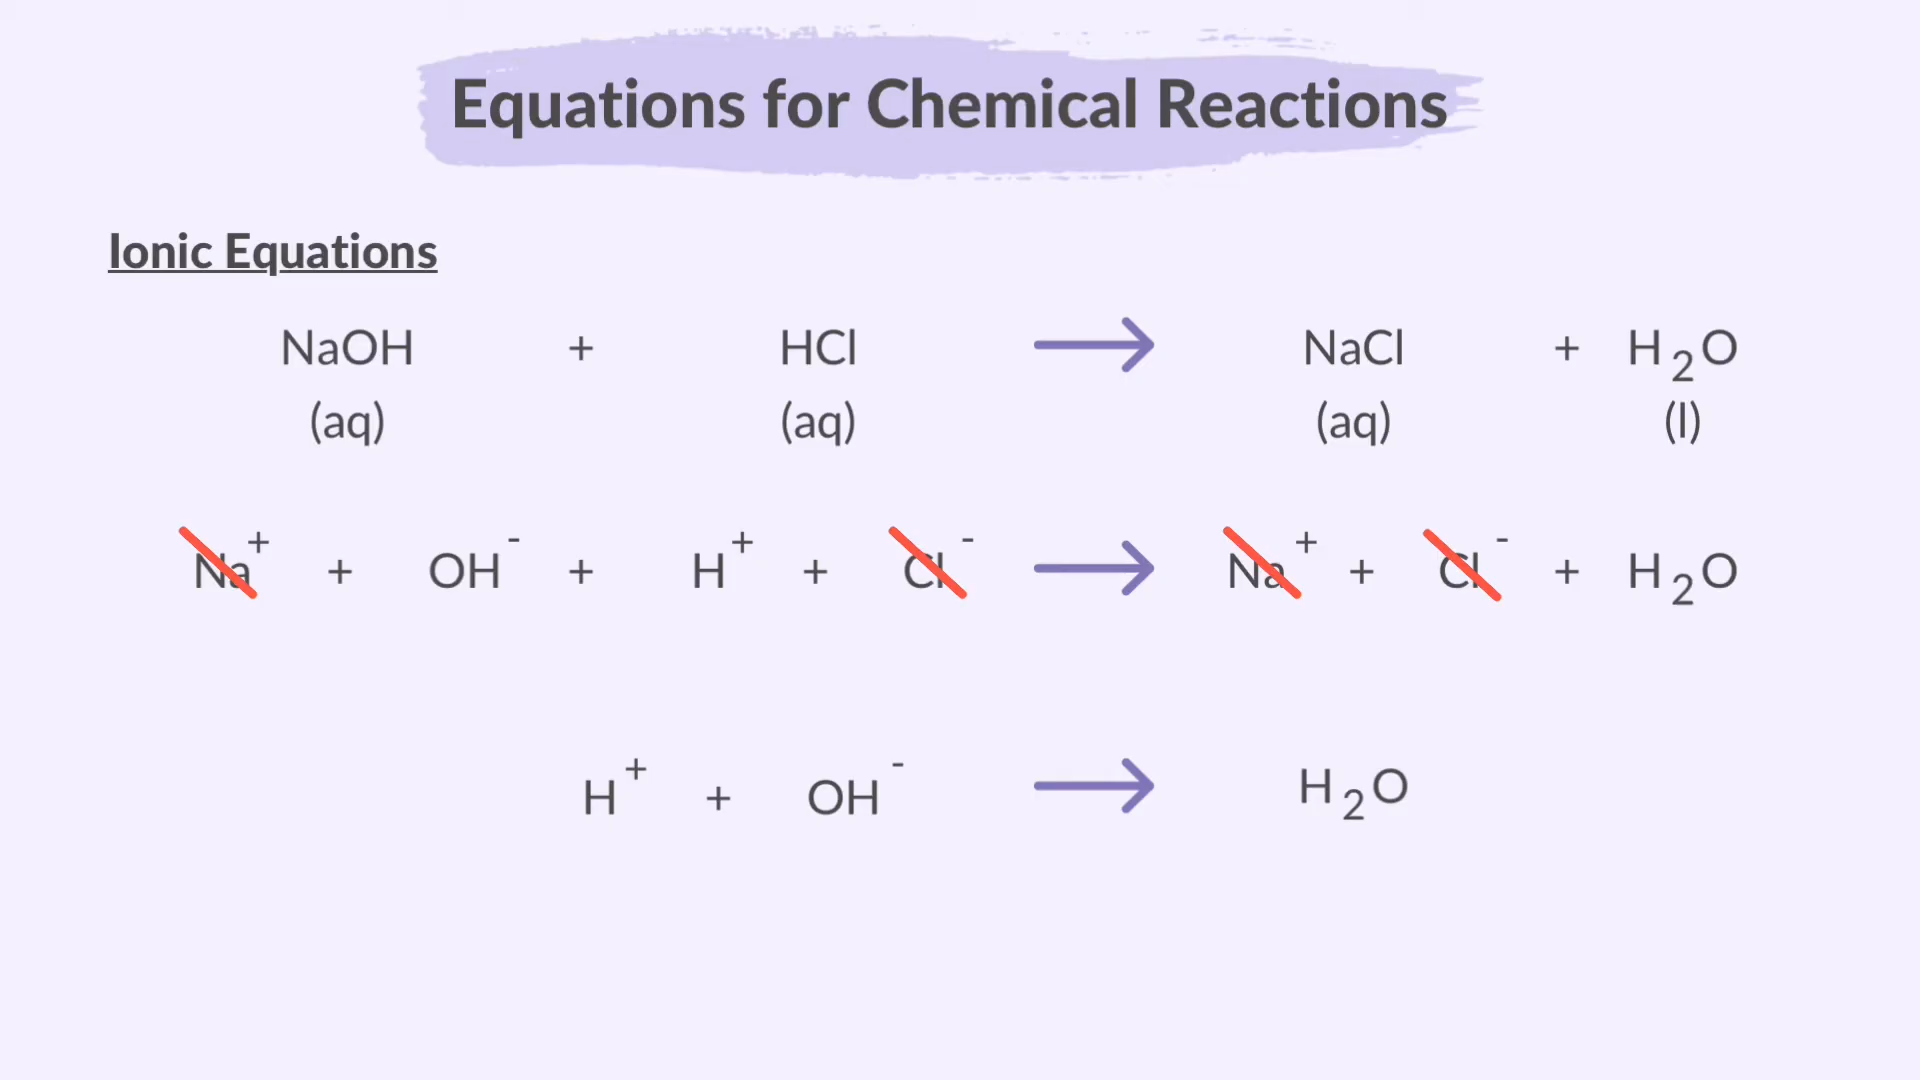 Equations for Chemical Reactions
Ionic Equations
NaOH + HCl ⟶ NaCl + H₂O
(aq) (aq) (aq) (l)
Na⁺ + OH⁻ + H⁺ + Cl⁻ ⟶ Na⁺ + Cl⁻ + H₂O
H⁺ + OH⁻ ⟶ H₂O